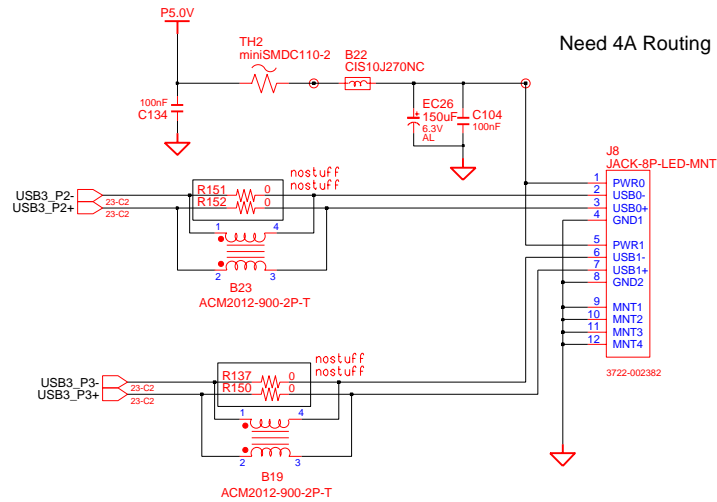 P5.0V
TH2
miniSMDC110-2
B22
CIS10J270NC
Need 4A Routing
100nF
C134
EC26
150uF
6.3V
AL
C104
100nF
J8
JACK-8P-LED-MNT
nostuff
nostuff
R151 0
R152 0
USB3_P2-
USB3_P2+
23-C2
23-C2
1 4
2 3
B23
ACM2012-900-2P-T
1 PWR0
2 USB0-
3 USB0+
4 GND1
5 PWR1
6 USB1-
7 USB1+
8 GND2
9 MNT1
10 MNT2
11 MNT3
12 MNT4
3722-002382
nostuff
nostuff
R137 0
R150 0
USB3_P3-
USB3_P3+
23-C2
23-C2
1 4
2 3
B19
ACM2012-900-2P-T